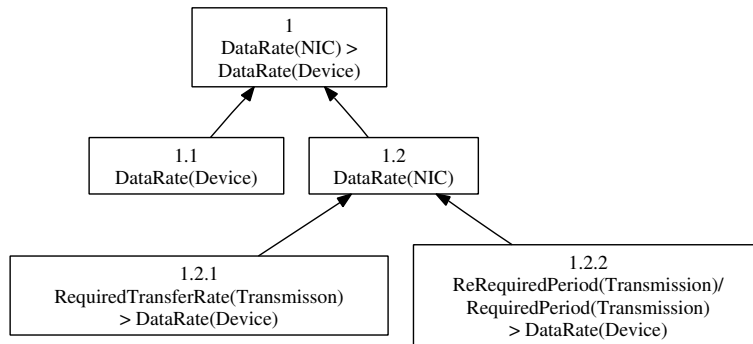 1
DataRate(NIC) >
DataRate(Device)
1.1
DataRate(Device)
1.2
DataRate(NIC)
1.2.1
RequiredTransferRate(Transmisson)
> DataRate(Device)
1.2.2
ReRequiredPeriod(Transmission)/
RequiredPeriod(Transmission)
> DataRate(Device)